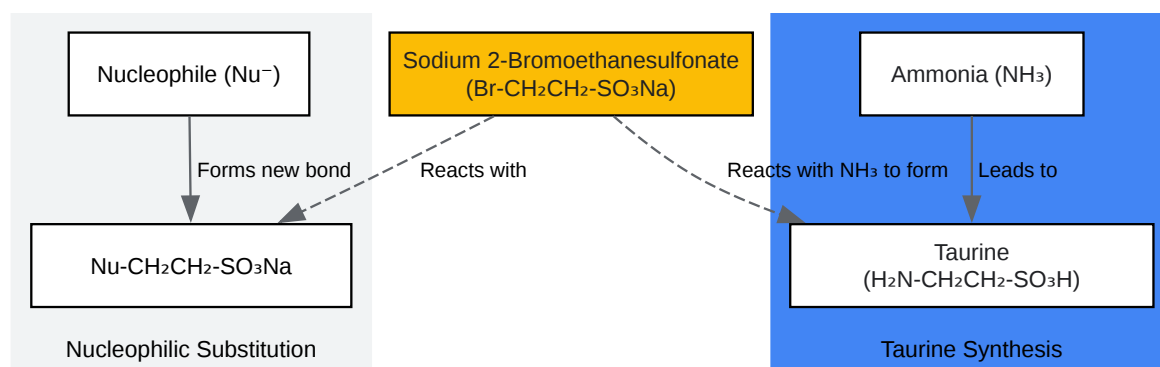 Nucleophile (Nu⁻)
Sodium 2-Bromoethanesulfonate
(Br-CH₂CH₂-SO₃Na)
Ammonia (NH₃)
Forms new bond
Reacts with
Reacts with NH₃ to form
Leads to
Nu-CH₂CH₂-SO₃Na
Taurine
(H₂N-CH₂CH₂-SO₃H)
Nucleophilic Substitution
Taurine Synthesis